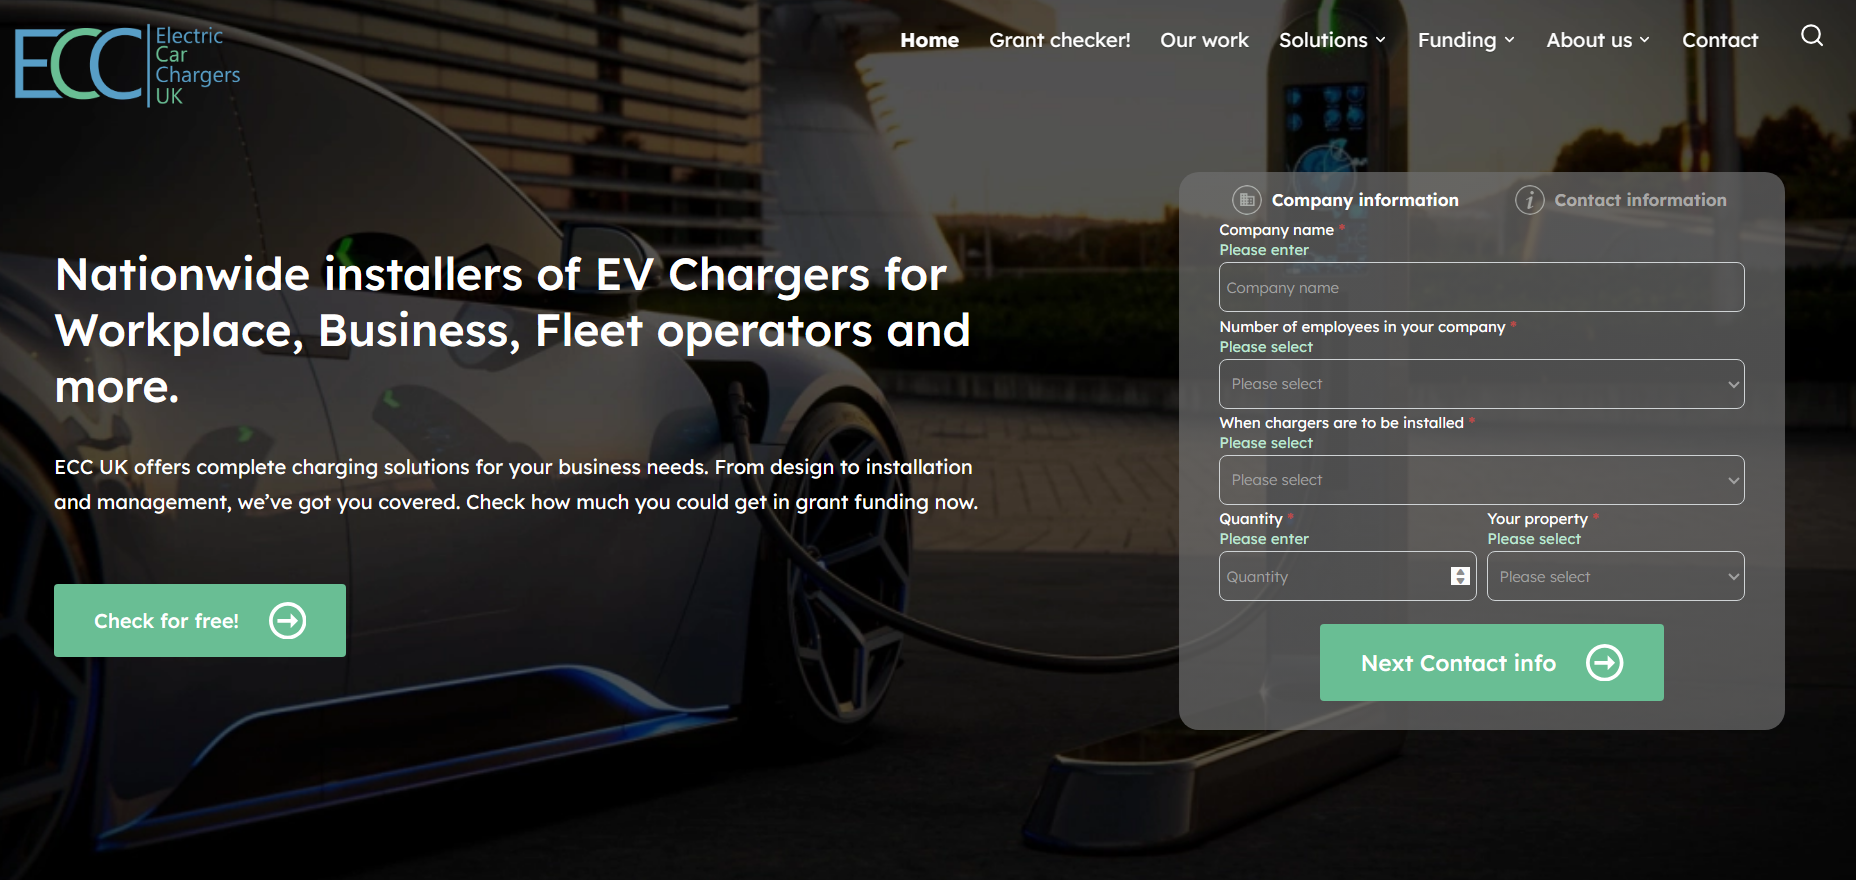 ECC
Electric
Car
Chargers
UK
Home
Grant checker!
Our work
Solutions
Funding
About us
Contact
Nationwide installers of EV Chargers for
Workplace, Business, Fleet operators and
more.
ECC UK offers complete charging solutions for your business needs. From design to installation
and management, we’ve got you covered. Check how much you could get in grant funding now.
Check for free!
Company information
Contact information
Company name *
Please enter
Company name
Number of employees in your company *
Please select
Please select
When chargers are to be installed *
Please select
Please select
Quantity *
Please enter
Quantity
Your property *
Please select
Please select
Next Contact info